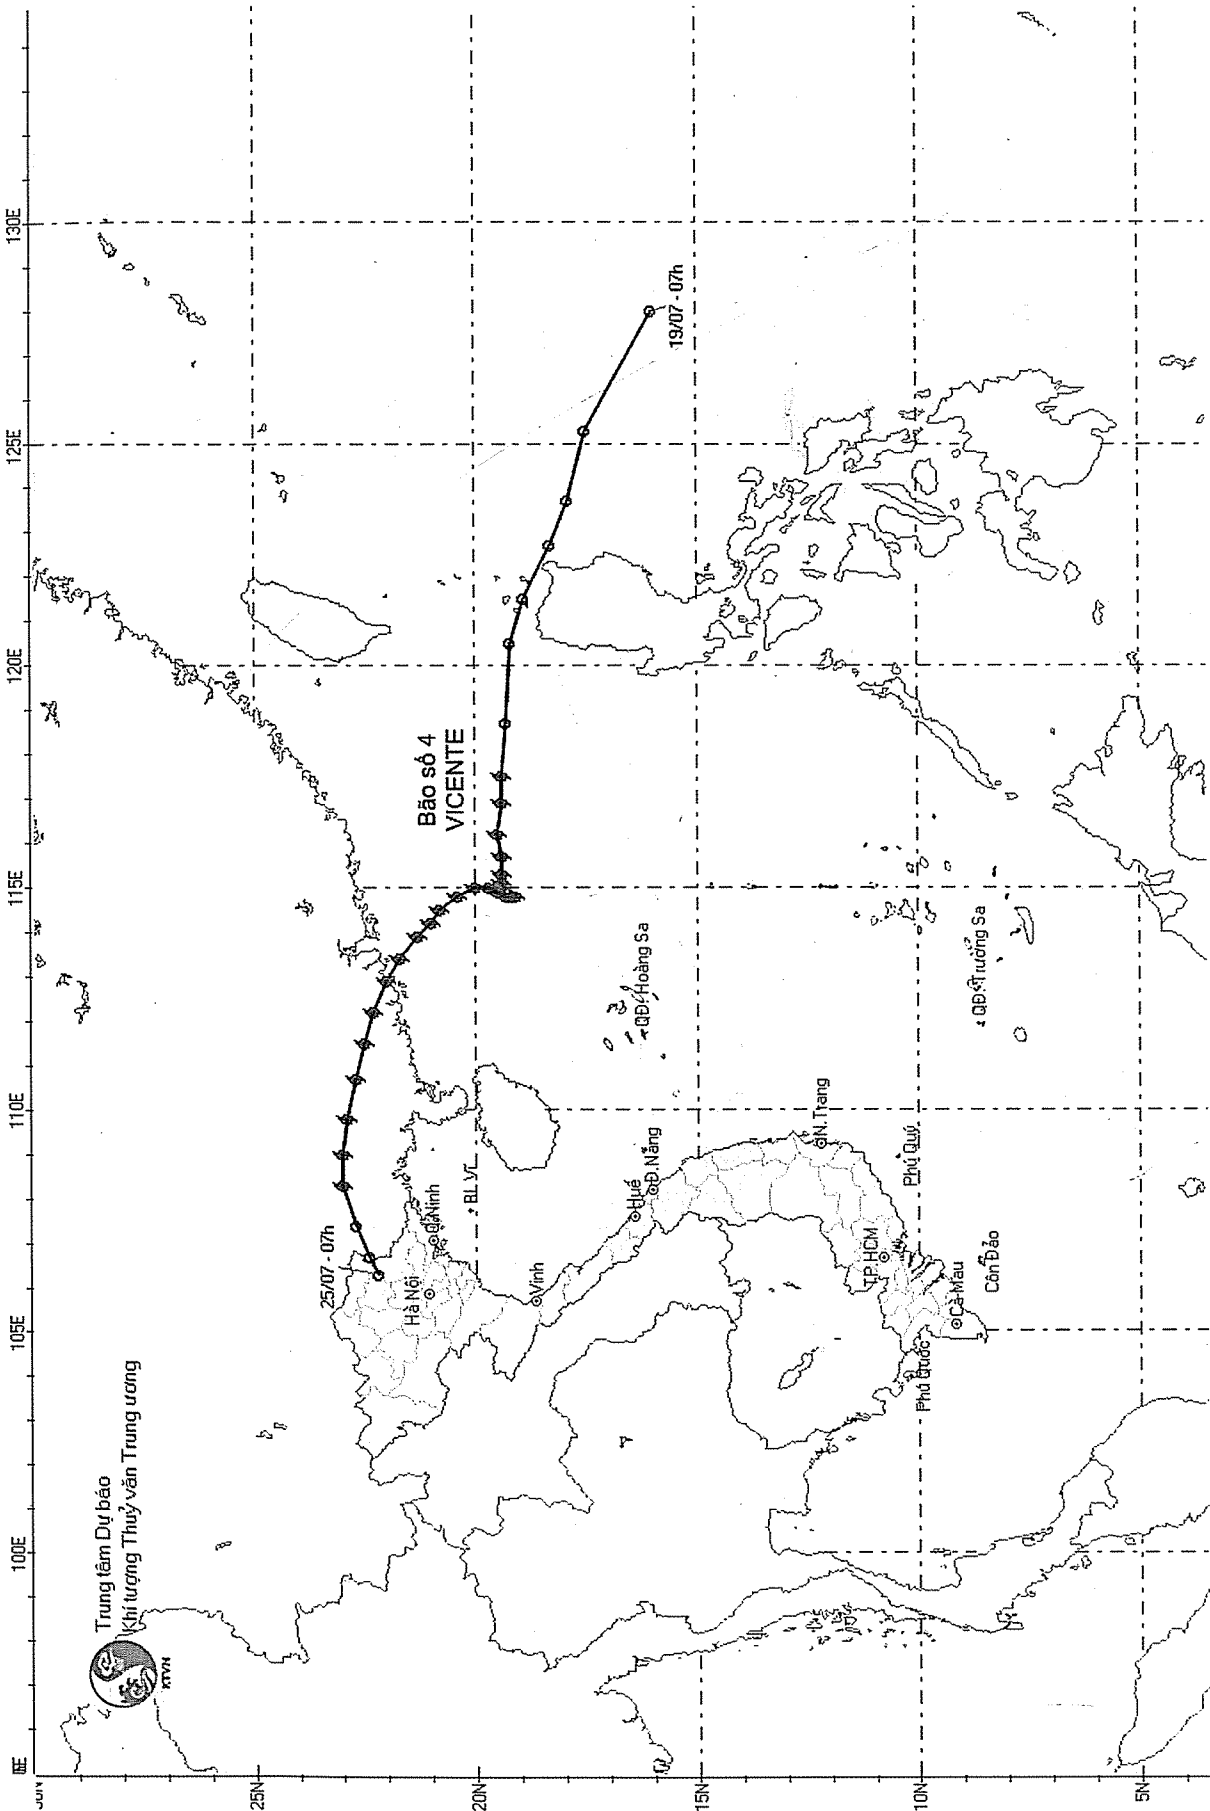 Trung tâm Dự báo
Khí tượng Thuỷ văn Trung ương
KTVN
100E
105E
110E
115E
120E
125E
130E
25N
20N
15N
10N
5N
25/07 - 07h
Bão số 4
VICENTE
19/07 - 07h
Hà Nội
Q.Ninh
BL Vĩ
Vinh
Huế
Đ.Nẵng
QĐ. Hoàng Sa
N.Trang
T.P.HCM
Phú Quý
Phú Quốc
Cà Mau
Côn Đảo
QĐ. Trường Sa